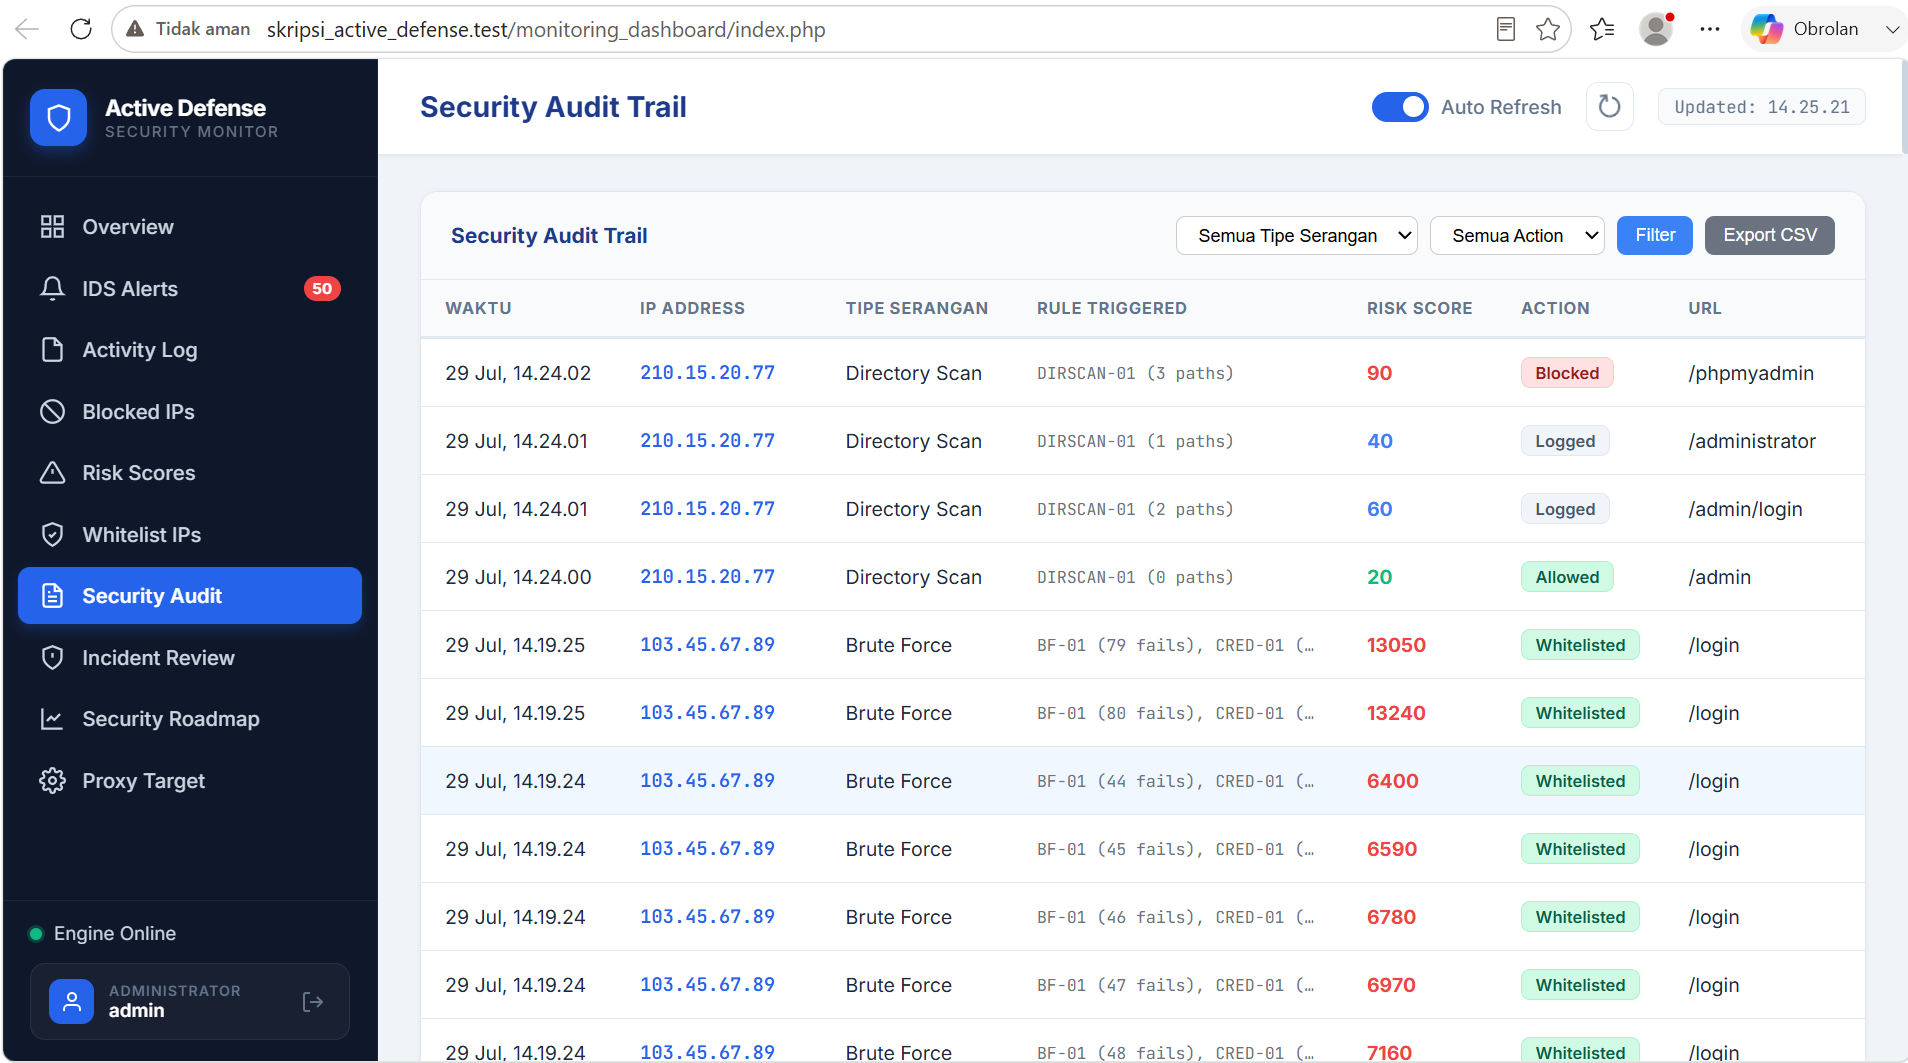 Tidak aman skripsi_active_defense.test/monitoring_dashboard/index.php Obrolan
Active Defense
SECURITY MONITOR
Overview
IDS Alerts 50
Activity Log
Blocked IPs
Risk Scores
Whitelist IPs
Security Audit
Incident Review
Security Roadmap
Proxy Target
Engine Online
ADMINISTRATOR
admin
Security Audit Trail Auto Refresh Updated: 14.25.21
Security Audit Trail Semua Tipe Serangan Semua Action Filter Export CSV
WAKTU IP ADDRESS TIPE SERANGAN RULE TRIGGERED RISK SCORE ACTION URL
29 Jul, 14.24.02 210.15.20.77 Directory Scan DIRSCAN-01 (3 paths) 90 Blocked /phpmyadmin
29 Jul, 14.24.01 210.15.20.77 Directory Scan DIRSCAN-01 (1 paths) 40 Logged /administrator
29 Jul, 14.24.01 210.15.20.77 Directory Scan DIRSCAN-01 (2 paths) 60 Logged /admin/login
29 Jul, 14.24.00 210.15.20.77 Directory Scan DIRSCAN-01 (0 paths) 20 Allowed /admin
29 Jul, 14.19.25 103.45.67.89 Brute Force BF-01 (79 fails), CRED-01 (… 13050 Whitelisted /login
29 Jul, 14.19.25 103.45.67.89 Brute Force BF-01 (80 fails), CRED-01 (… 13240 Whitelisted /login
29 Jul, 14.19.24 103.45.67.89 Brute Force BF-01 (44 fails), CRED-01 (… 6400 Whitelisted /login
29 Jul, 14.19.24 103.45.67.89 Brute Force BF-01 (45 fails), CRED-01 (… 6590 Whitelisted /login
29 Jul, 14.19.24 103.45.67.89 Brute Force BF-01 (46 fails), CRED-01 (… 6780 Whitelisted /login
29 Jul, 14.19.24 103.45.67.89 Brute Force BF-01 (47 fails), CRED-01 (… 6970 Whitelisted /login
29 Jul, 14.19.24 103.45.67.89 Brute Force BF-01 (48 fails), CRED-01 (… 7160 Whitelisted /login